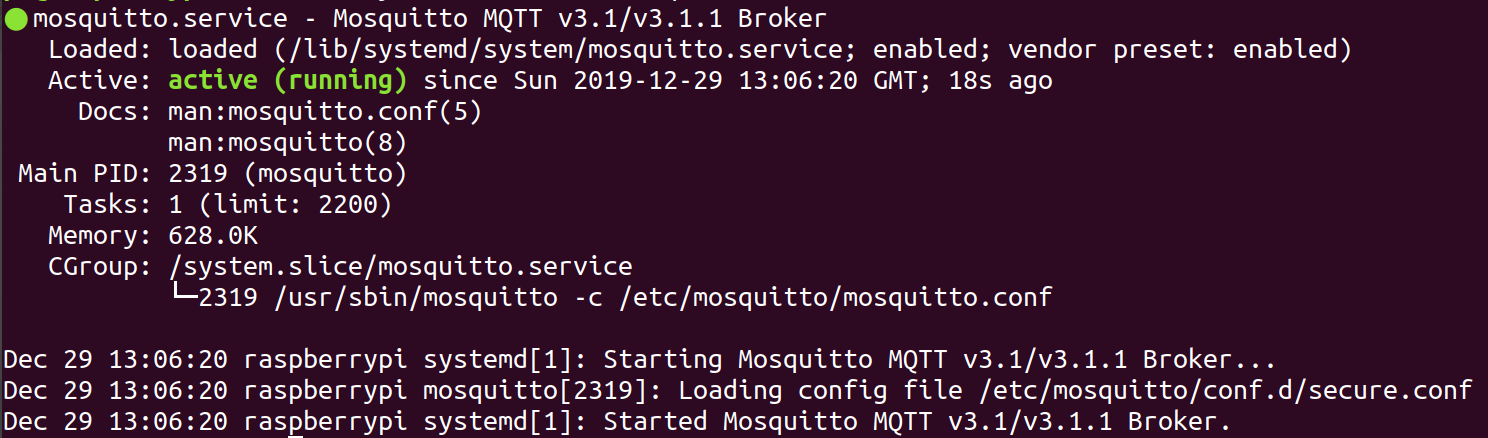 ●mosquitto.service - Mosquitto MQTT v3.1/v3.1.1 Broker
   Loaded: loaded (/lib/systemd/system/mosquitto.service; enabled; vendor preset: enabled)
   Active: active (running) since Sun 2019-12-29 13:06:20 GMT; 18s ago
     Docs: man:mosquitto.conf(5)
           man:mosquitto(8)
 Main PID: 2319 (mosquitto)
    Tasks: 1 (limit: 2200)
   Memory: 628.0K
   CGroup: /system.slice/mosquitto.service
           └─2319 /usr/sbin/mosquitto -c /etc/mosquitto/mosquitto.conf

Dec 29 13:06:20 raspberrypi systemd[1]: Starting Mosquitto MQTT v3.1/v3.1.1 Broker...
Dec 29 13:06:20 raspberrypi mosquitto[2319]: Loading config file /etc/mosquitto/conf.d/secure.conf
Dec 29 13:06:20 raspberrypi systemd[1]: Started Mosquitto MQTT v3.1/v3.1.1 Broker.